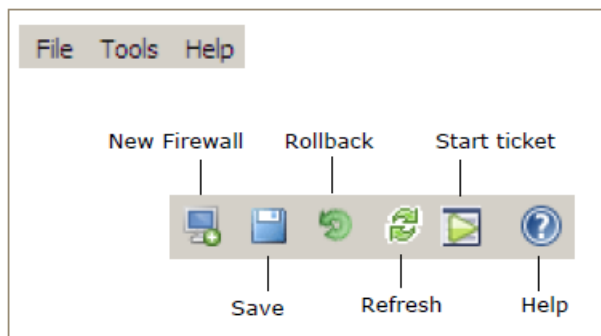 File Tools Help
New Firewall Rollback Start ticket
Save Refresh Help